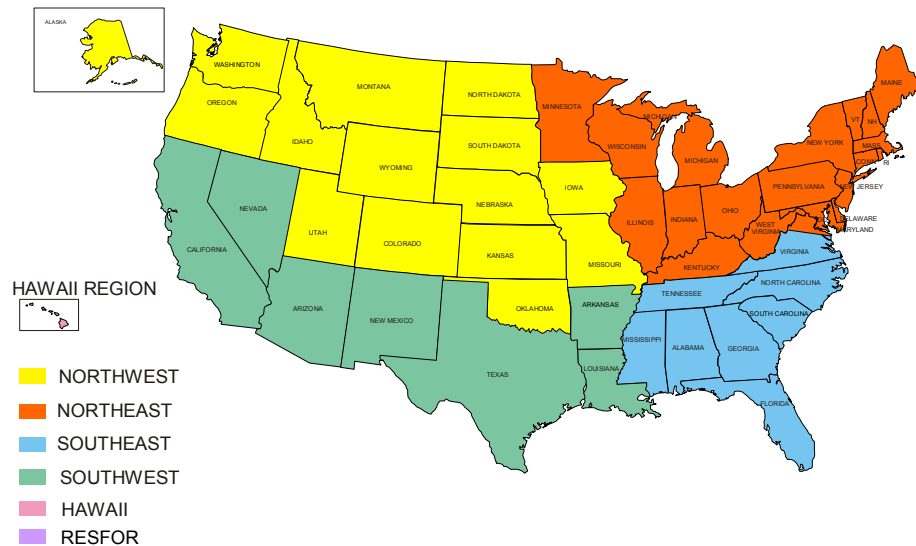 ALASKA
WASHINGTON
MONTANA
NORTH DAKOTA
MINNESOTA
MICHIGAN
MAINE
OREGON
VT
NH
IDAHO
SOUTH DAKOTA
WISCONSIN
NEW YORK
MASS
WYOMING
MICHIGAN
CONN
RI
IOWA
PENNSYLVANIA
NEW JERSEY
NEVADA
NEBRASKA
ILLINOIS
INDIANA
OHIO
DELAWARE
WEST
VIRGINIA
MARYLAND
UTAH
COLORADO
CALIFORNIA
KANSAS
MISSOURI
KENTUCKY
VIRGINIA
HAWAII REGION
TENNESSEE
NORTH CAROLINA
ARIZONA
NEW MEXICO
OKLAHOMA
ARKANSAS
SOUTH CAROLINA
MISSISSIPPI
ALABAMA
GEORGIA
TEXAS
LOUISIANA
FLORIDA
NORTHWEST
NORTHEAST
SOUTHEAST
SOUTHWEST
HAWAII
RESFOR